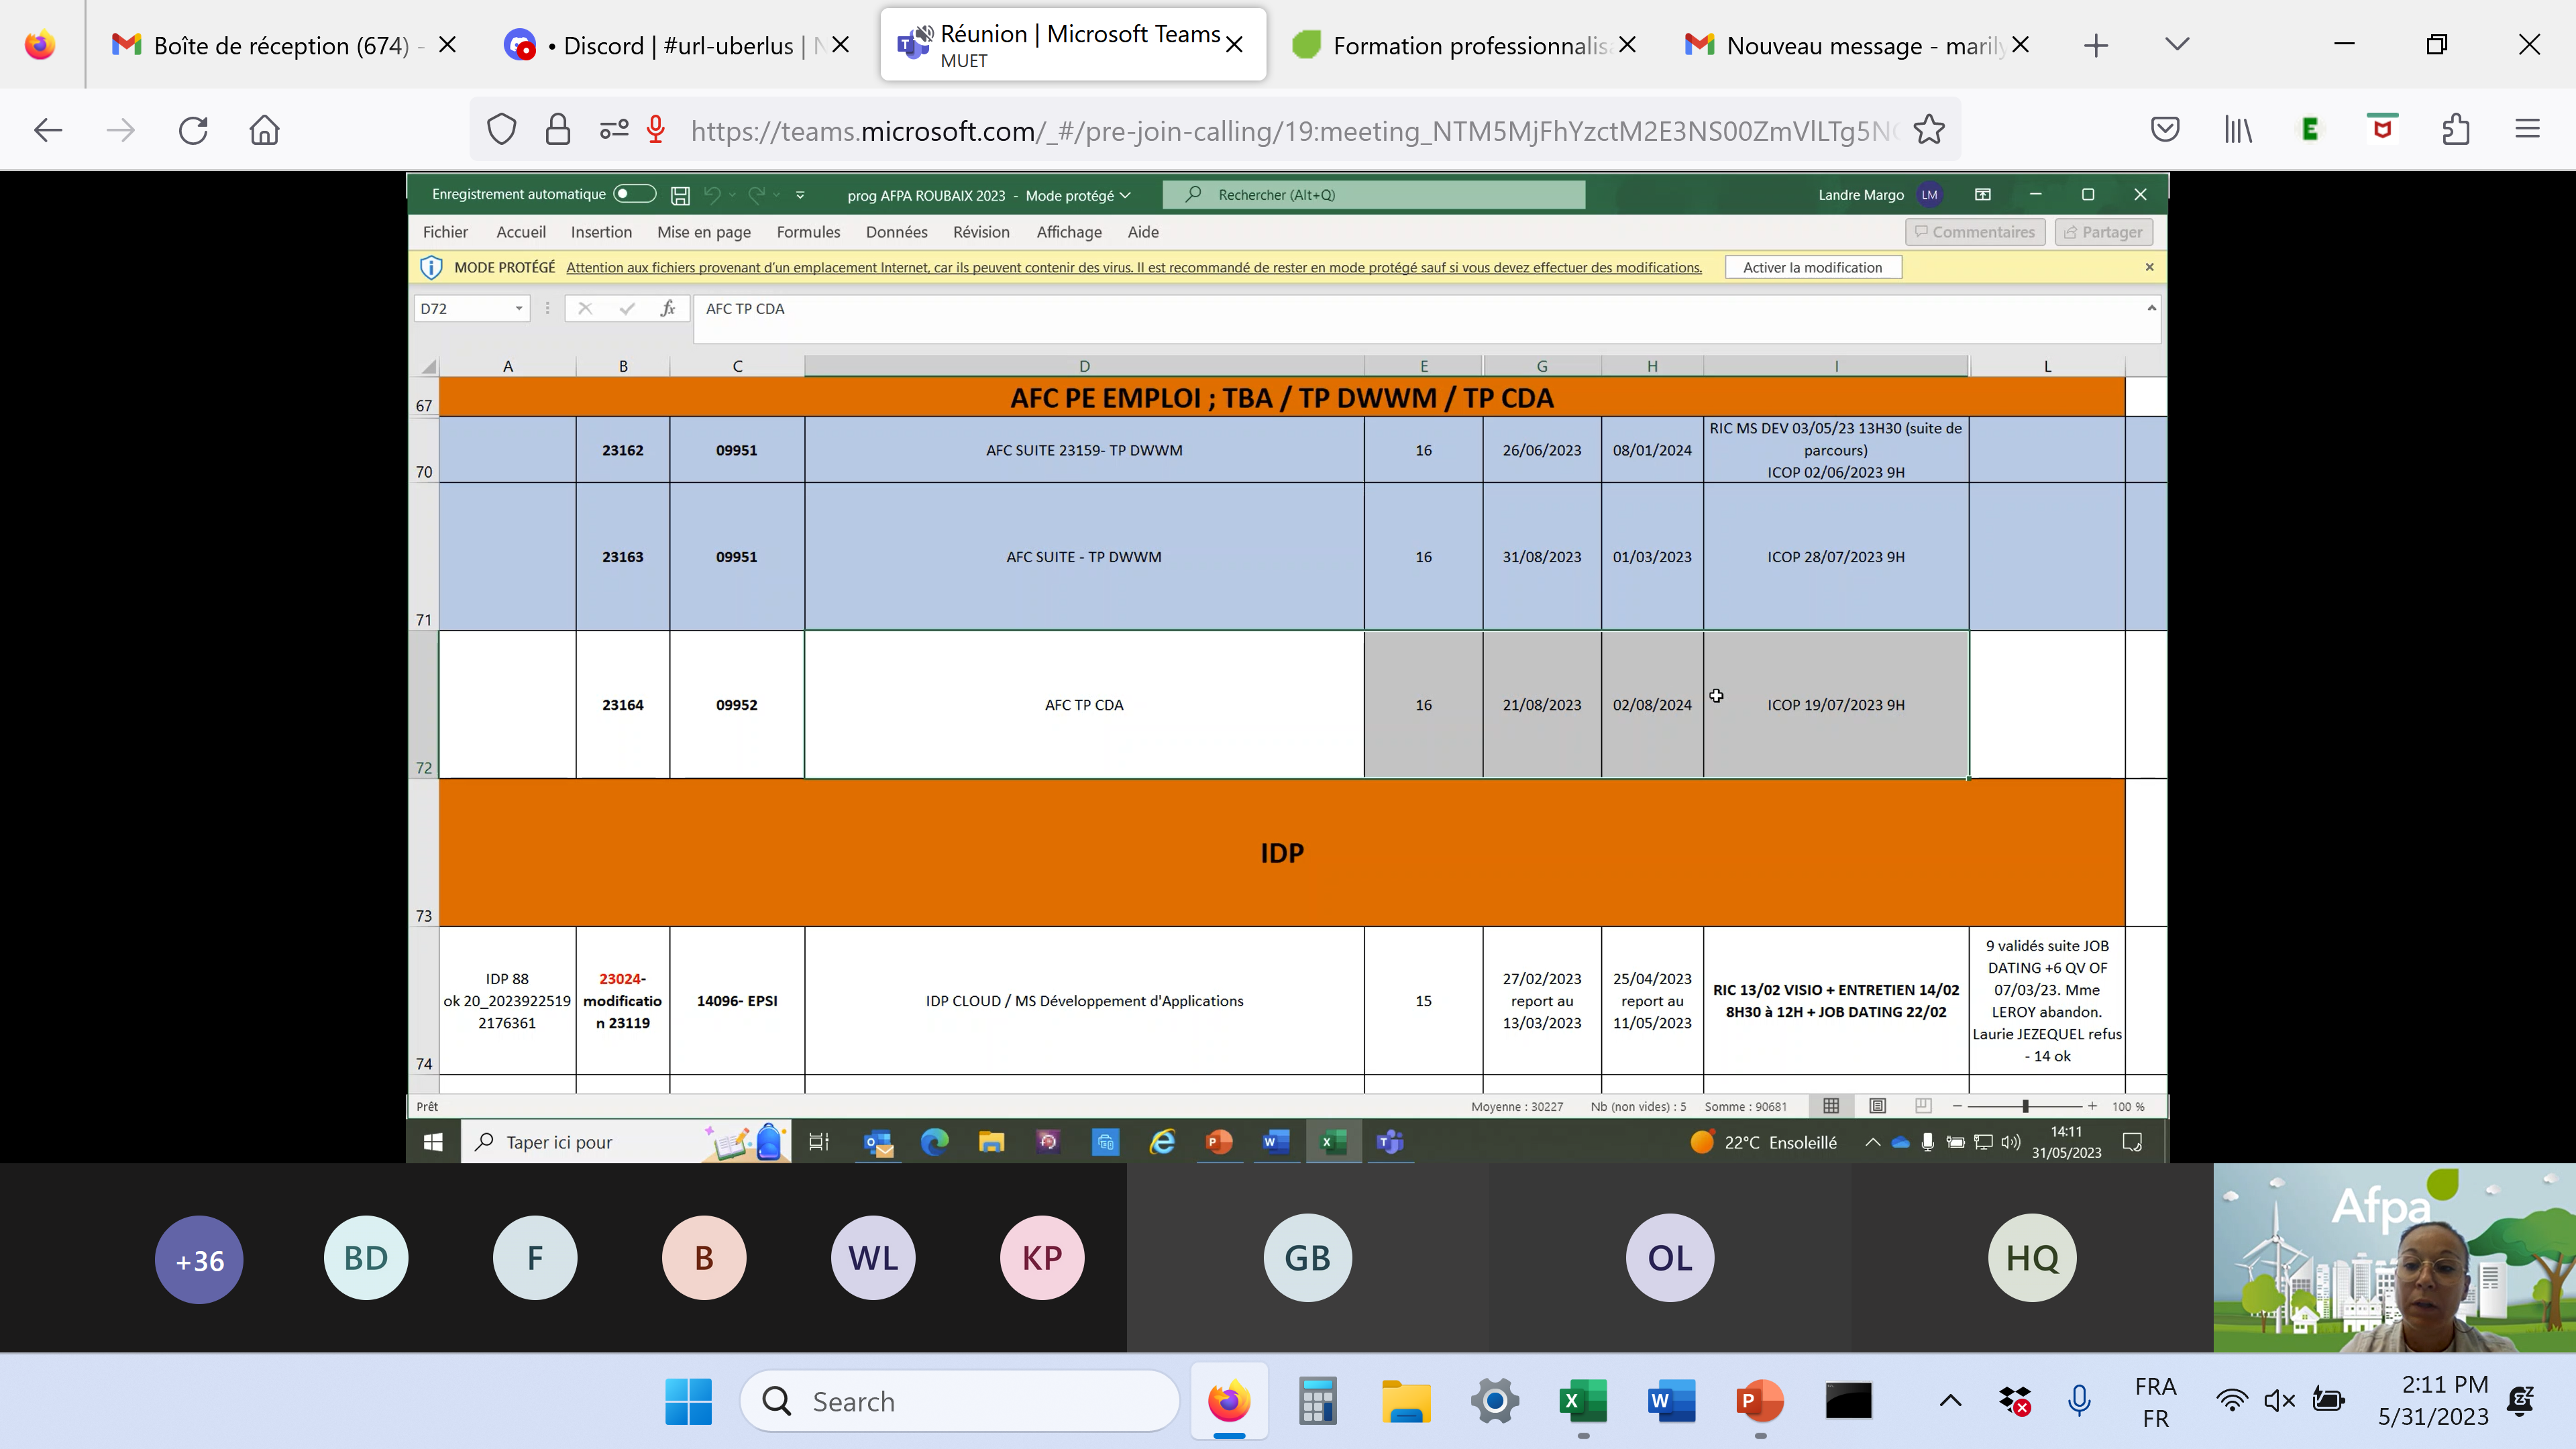 Boîte de réception (674) -
• Discord | #url-uberlus |
Réunion | Microsoft Teams
MUET
Formation professionnalis
Nouveau message - marily
https://teams.microsoft.com/_#/pre-join-calling/19:meeting_NTM5MjFhYzctM2E3NS00ZmVlLTg5N
Enregistrement automatique
prog AFPA ROUBAIX 2023 - Mode protégé
Rechercher (Alt+Q)
Landre Margo
LM
Fichier Accueil Insertion Mise en page Formules Données Révision Affichage Aide
Commentaires Partager
MODE PROTÉGÉ Attention aux fichiers provenant d'un emplacement Internet, car ils peuvent contenir des virus. Il est recommandé de rester en mode protégé sauf si vous devez effectuer des modifications. Activer la modification
D72 fx AFC TP CDA
A B C D E G H I L
67 AFC PE EMPLOI ; TBA / TP DWWM / TP CDA
70 23162 09951 AFC SUITE 23159- TP DWWM 16 26/06/2023 08/01/2024
RIC MS DEV 03/05/23 13H30 (suite de
parcours)
ICOP 02/06/2023 9H
71 23163 09951 AFC SUITE - TP DWWM 16 31/08/2023 01/03/2023 ICOP 28/07/2023 9H
72 23164 09952 AFC TP CDA 16 21/08/2023 02/08/2024 ICOP 19/07/2023 9H
73 IDP
74
IDP 88
ok 20_2023922519
2176361
23024-
modificatio
n 23119
14096- EPSI
IDP CLOUD / MS Développement d'Applications
15
27/02/2023
report au
13/03/2023
25/04/2023
report au
11/05/2023
RIC 13/02 VISIO + ENTRETIEN 14/02
8H30 à 12H + JOB DATING 22/02
9 validés suite JOB
DATING +6 QV OF
07/03/23. Mme
LEROY abandon.
Laurie JEZEQUEL refus
- 14 ok
Prêt
Moyenne : 30227 Nb (non vides) : 5 Somme : 90681
100 %
Taper ici pour
22°C Ensoleillé
14:11
31/05/2023
+36 BD F B WL KP GB OL HQ
Afpa
Search
FRA
FR
2:11 PM
5/31/2023